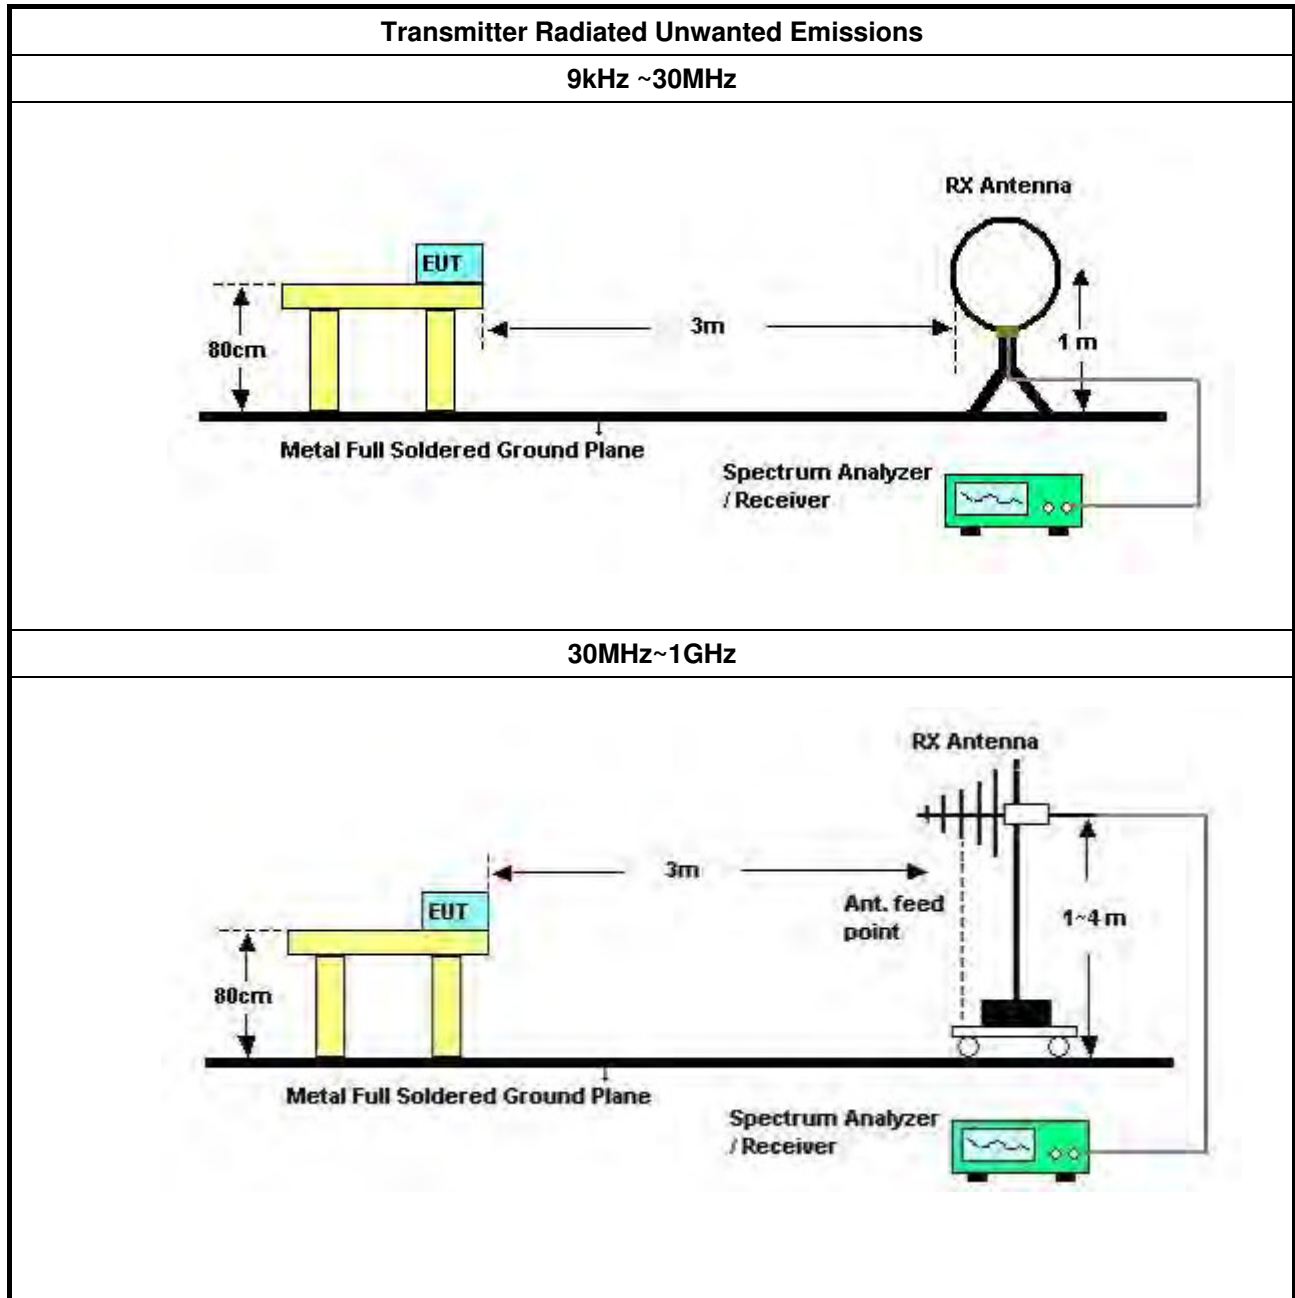 Transmitter Radiated Unwanted Emissions
9kHz ~30MHz
RX Antenna
EUT
3m
80cm
1 m
Metal Full Soldered Ground Plane
Spectrum Analyzer
/ Receiver
30MHz~1GHz
RX Antenna
3m
EUT
Ant. feed
point
1~4 m
80cm
Metal Full Soldered Ground Plane
Spectrum Analyzer
/ Receiver